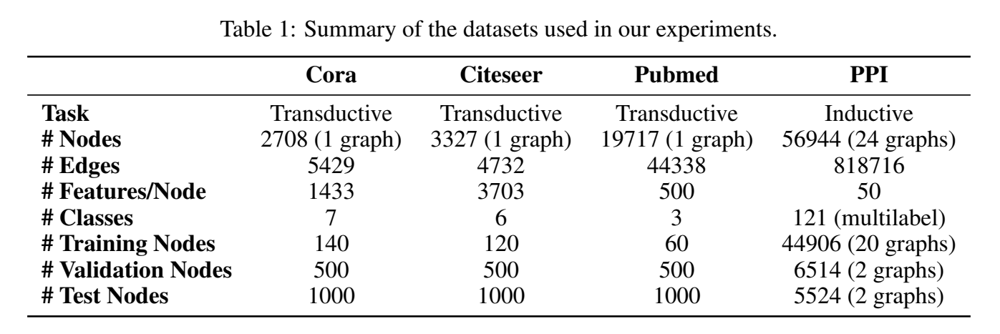 Table 1: Summary of the datasets used in our experiments.
Cora Citeseer Pubmed PPI
Task Transductive Transductive Transductive Inductive
# Nodes 2708 (1 graph) 3327 (1 graph) 19717 (1 graph) 56944 (24 graphs)
# Edges 5429 4732 44338 818716
# Features/Node 1433 3703 500 50
# Classes 7 6 3 121 (multilabel)
# Training Nodes 140 120 60 44906 (20 graphs)
# Validation Nodes 500 500 500 6514 (2 graphs)
# Test Nodes 1000 1000 1000 5524 (2 graphs)